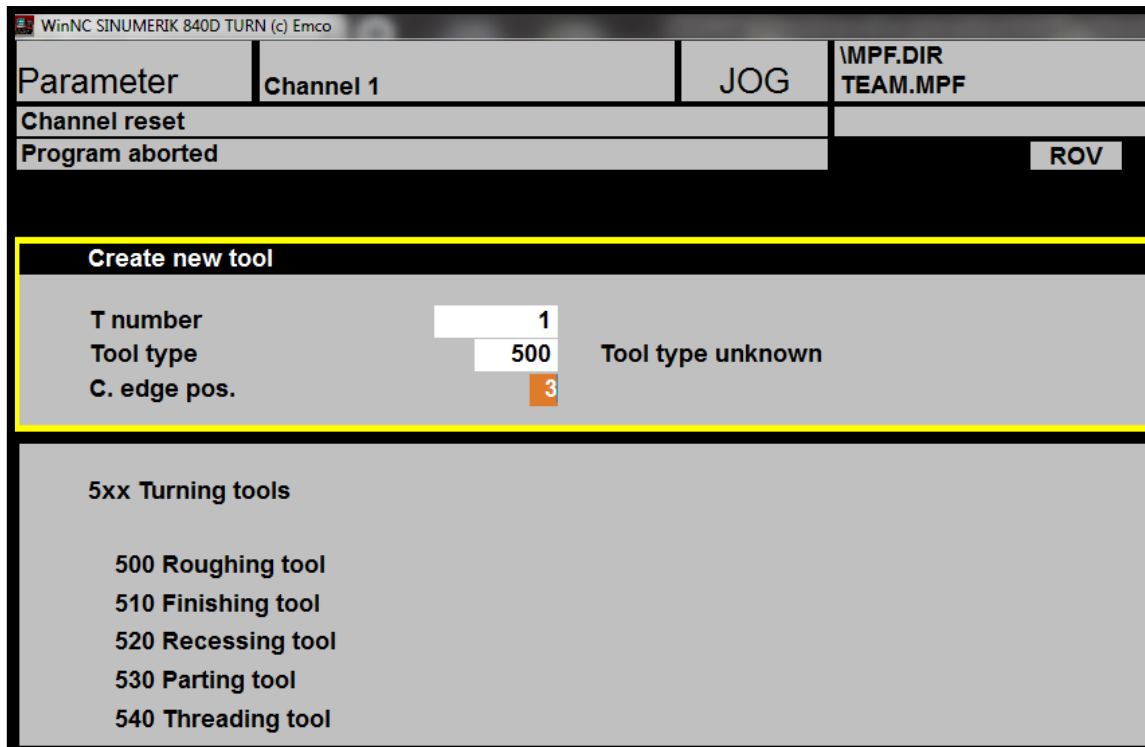 WinNC SINUMERIK 840D TURN (c) Emco
Parameter Channel 1 JOG \MPF.DIR
TEAM.MPF
Channel reset
Program aborted ROV
Create new tool
T number 1
Tool type 500 Tool type unknown
C. edge pos. 3
5xx Turning tools
500 Roughing tool
510 Finishing tool
520 Recessing tool
530 Parting tool
540 Threading tool